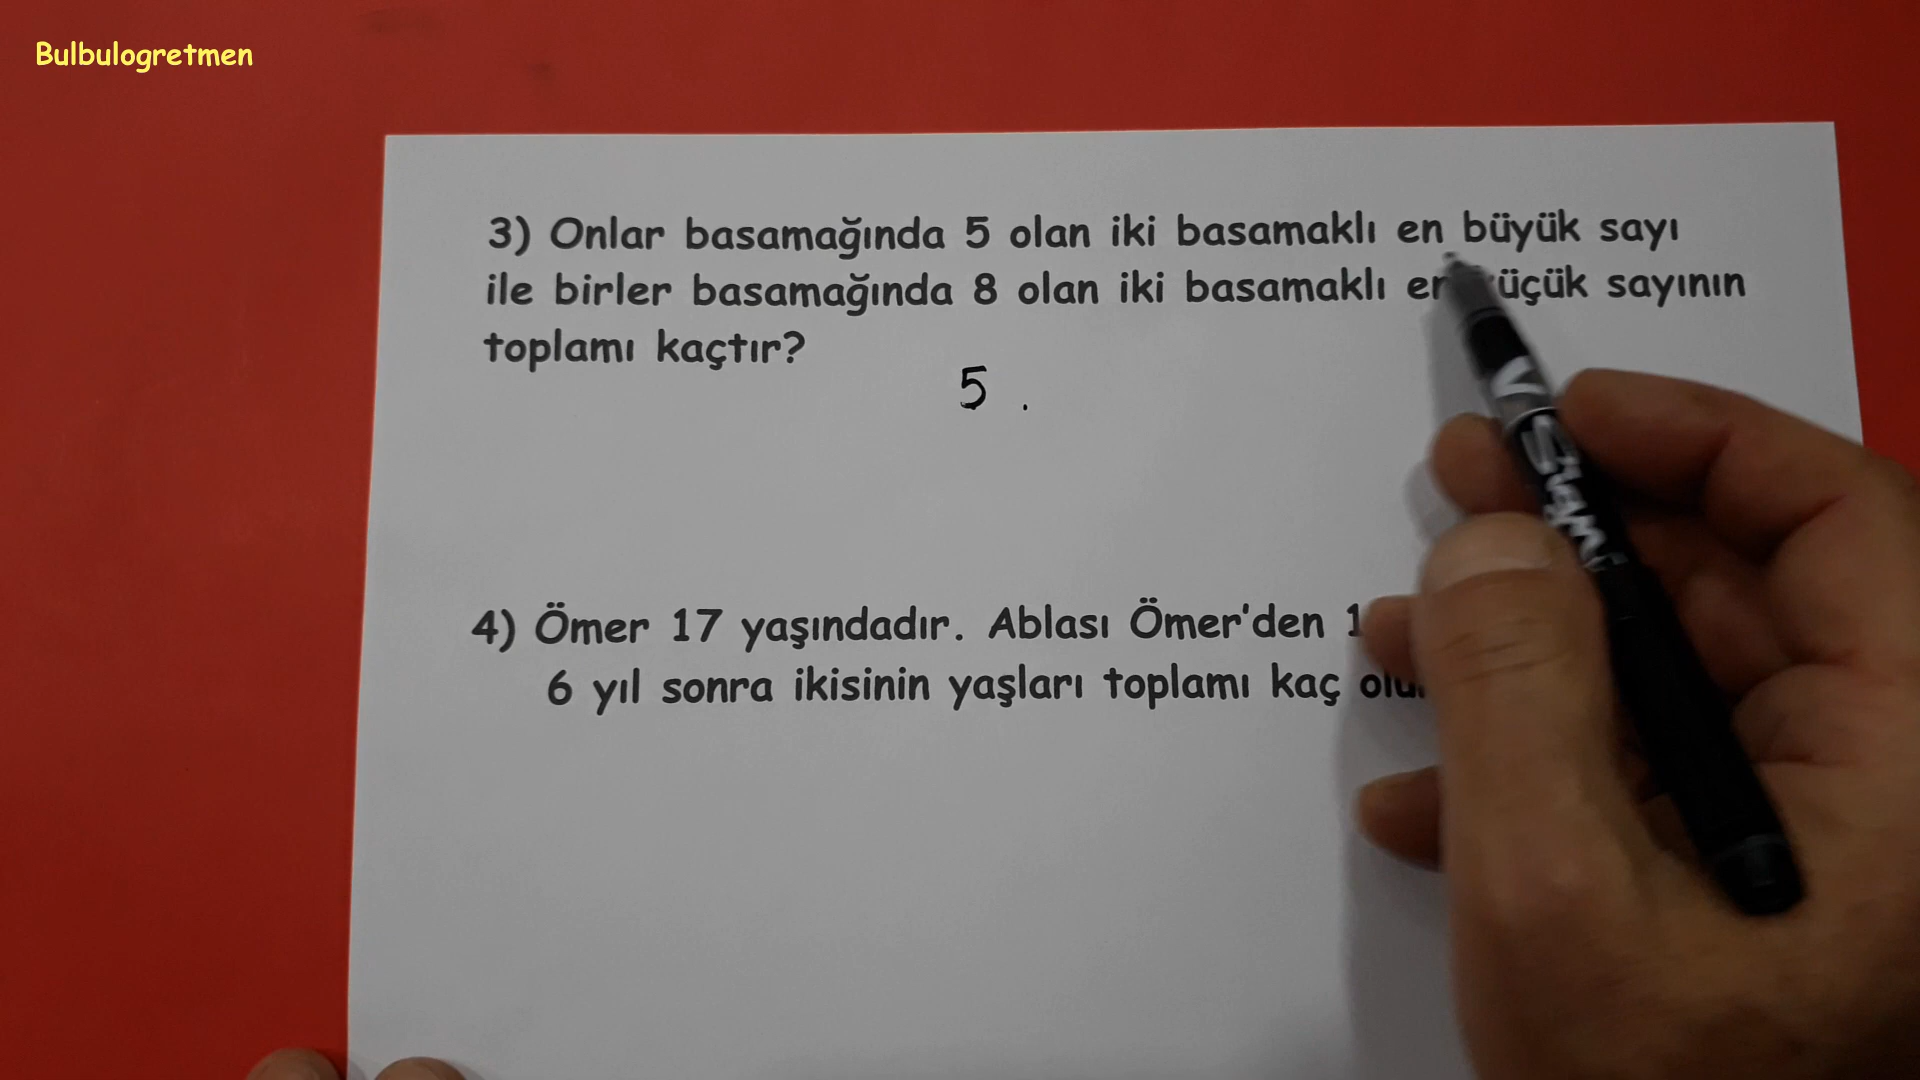 Bulbulogretmen
3) Onlar basamağında 5 olan iki basamaklı en büyük sayı
ile birler basamağında 8 olan iki basamaklı en küçük sayının
toplamı kaçtır?
5 .
4) Ömer 17 yaşındadır. Ablası Ömer'den
6 yıl sonra ikisinin yaşları toplamı kaç
V Sign